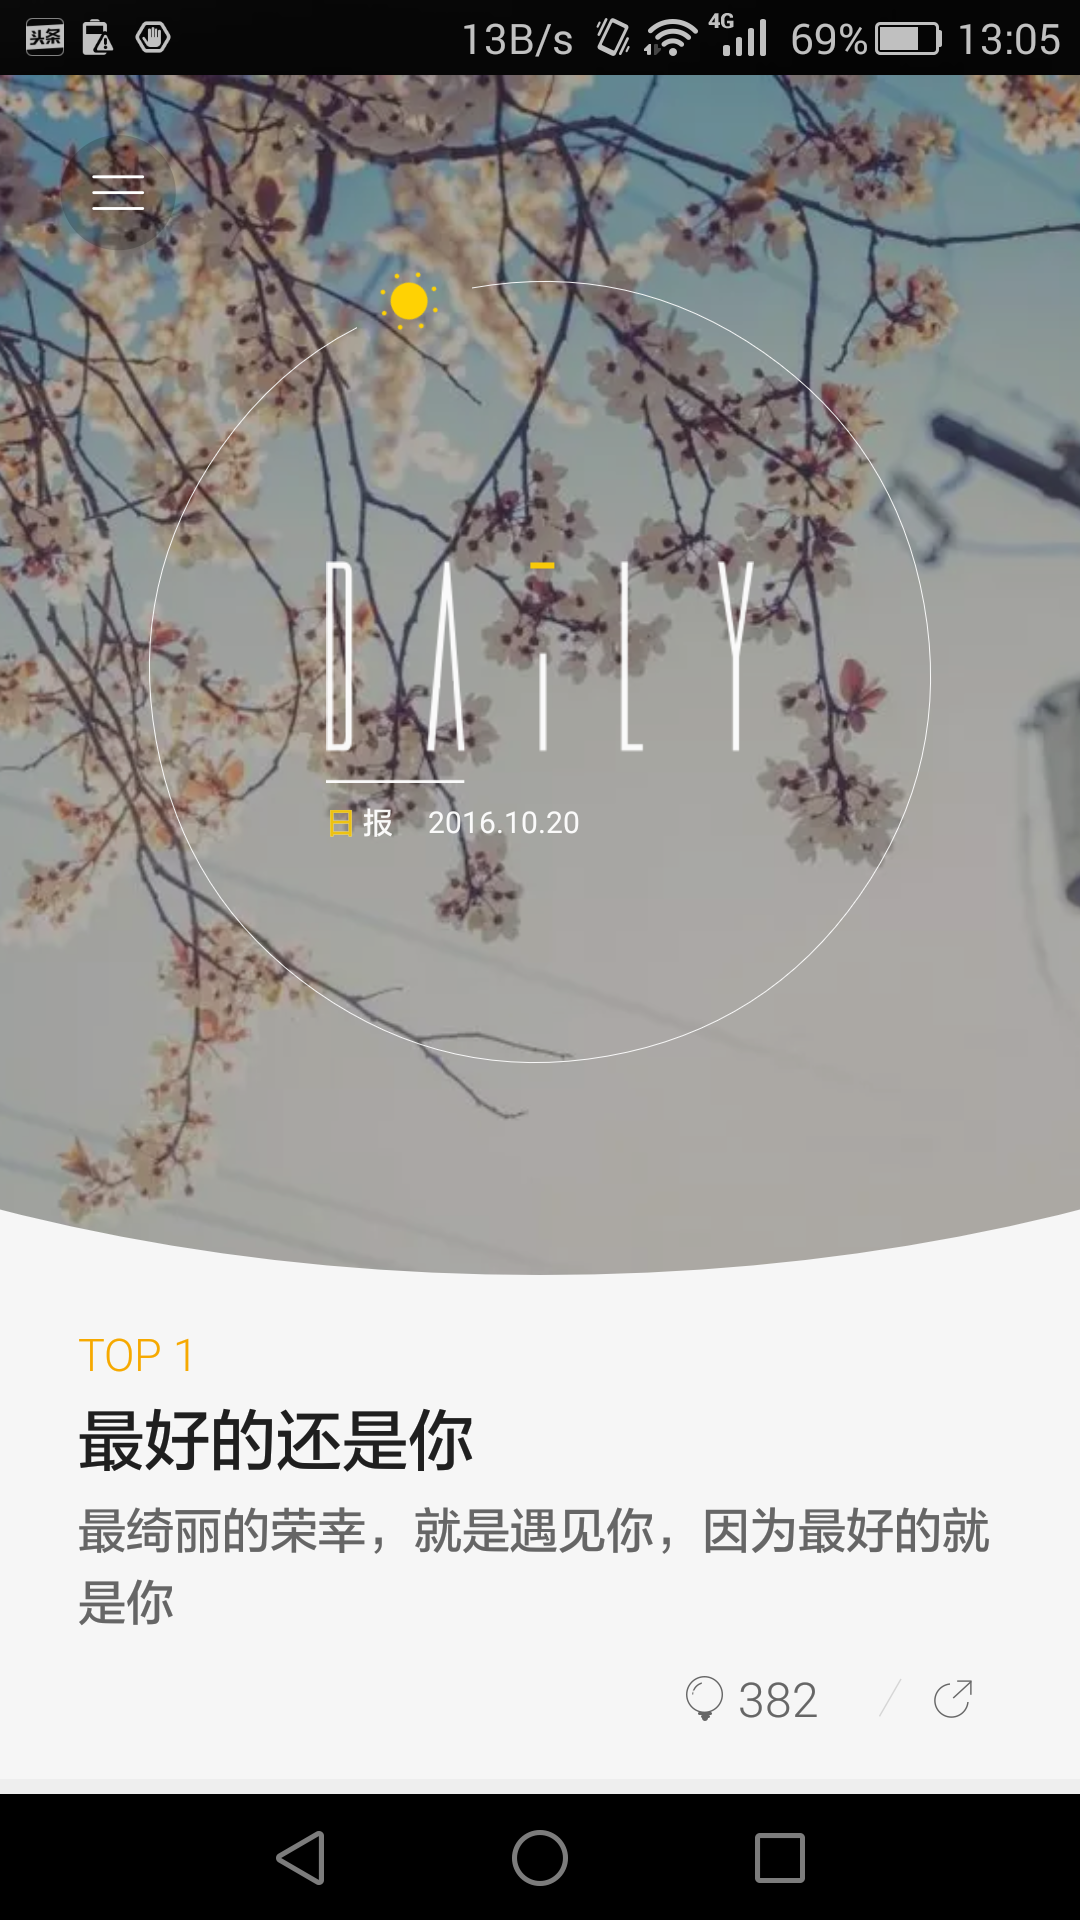 头条 13B/s 4G 69% 13:05
DAiLY
日报 2016.10.20
TOP 1
最好的还是你
最绮丽的荣幸，就是遇见你，因为最好的就
是你
382